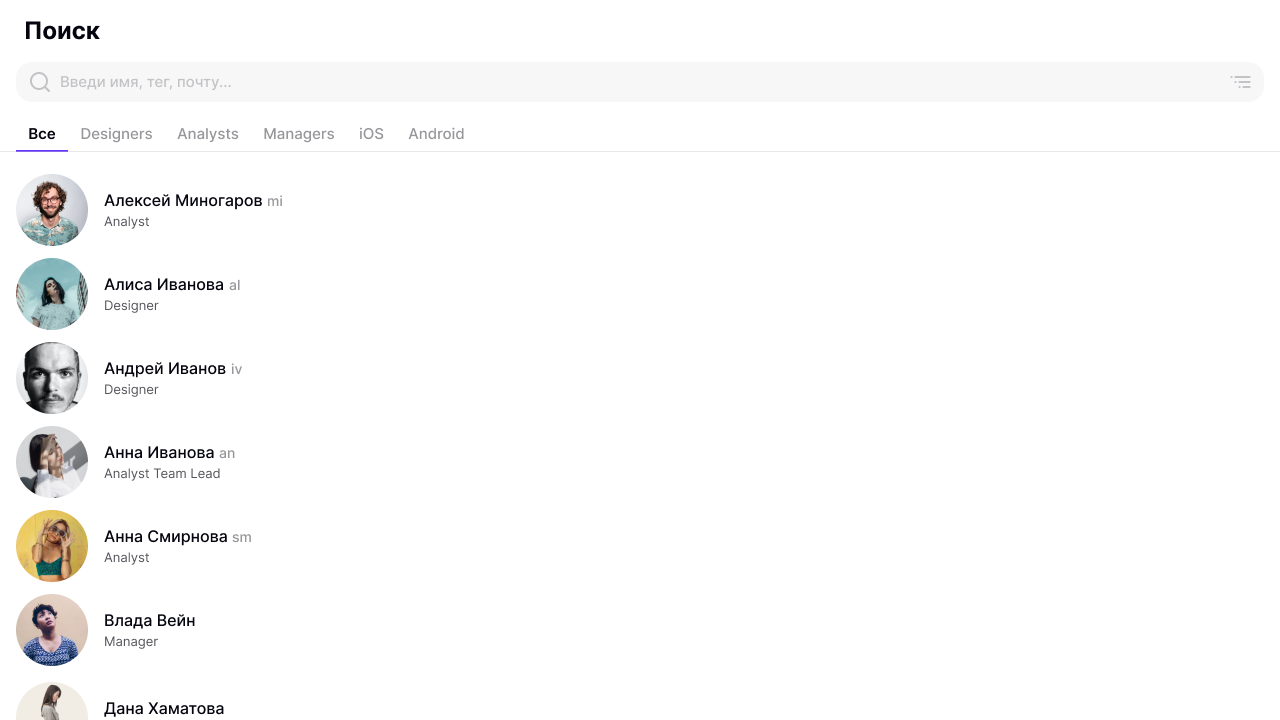 Поиск
Введи имя, тег, почту...
Все Designers Analysts Managers iOS Android
Алексей Миногаров mi
Analyst
Алиса Иванова al
Designer
Андрей Иванов iv
Designer
Анна Иванова an
Analyst Team Lead
Анна Смирнова sm
Analyst
Влада Вейн
Manager
Дана Хаматова